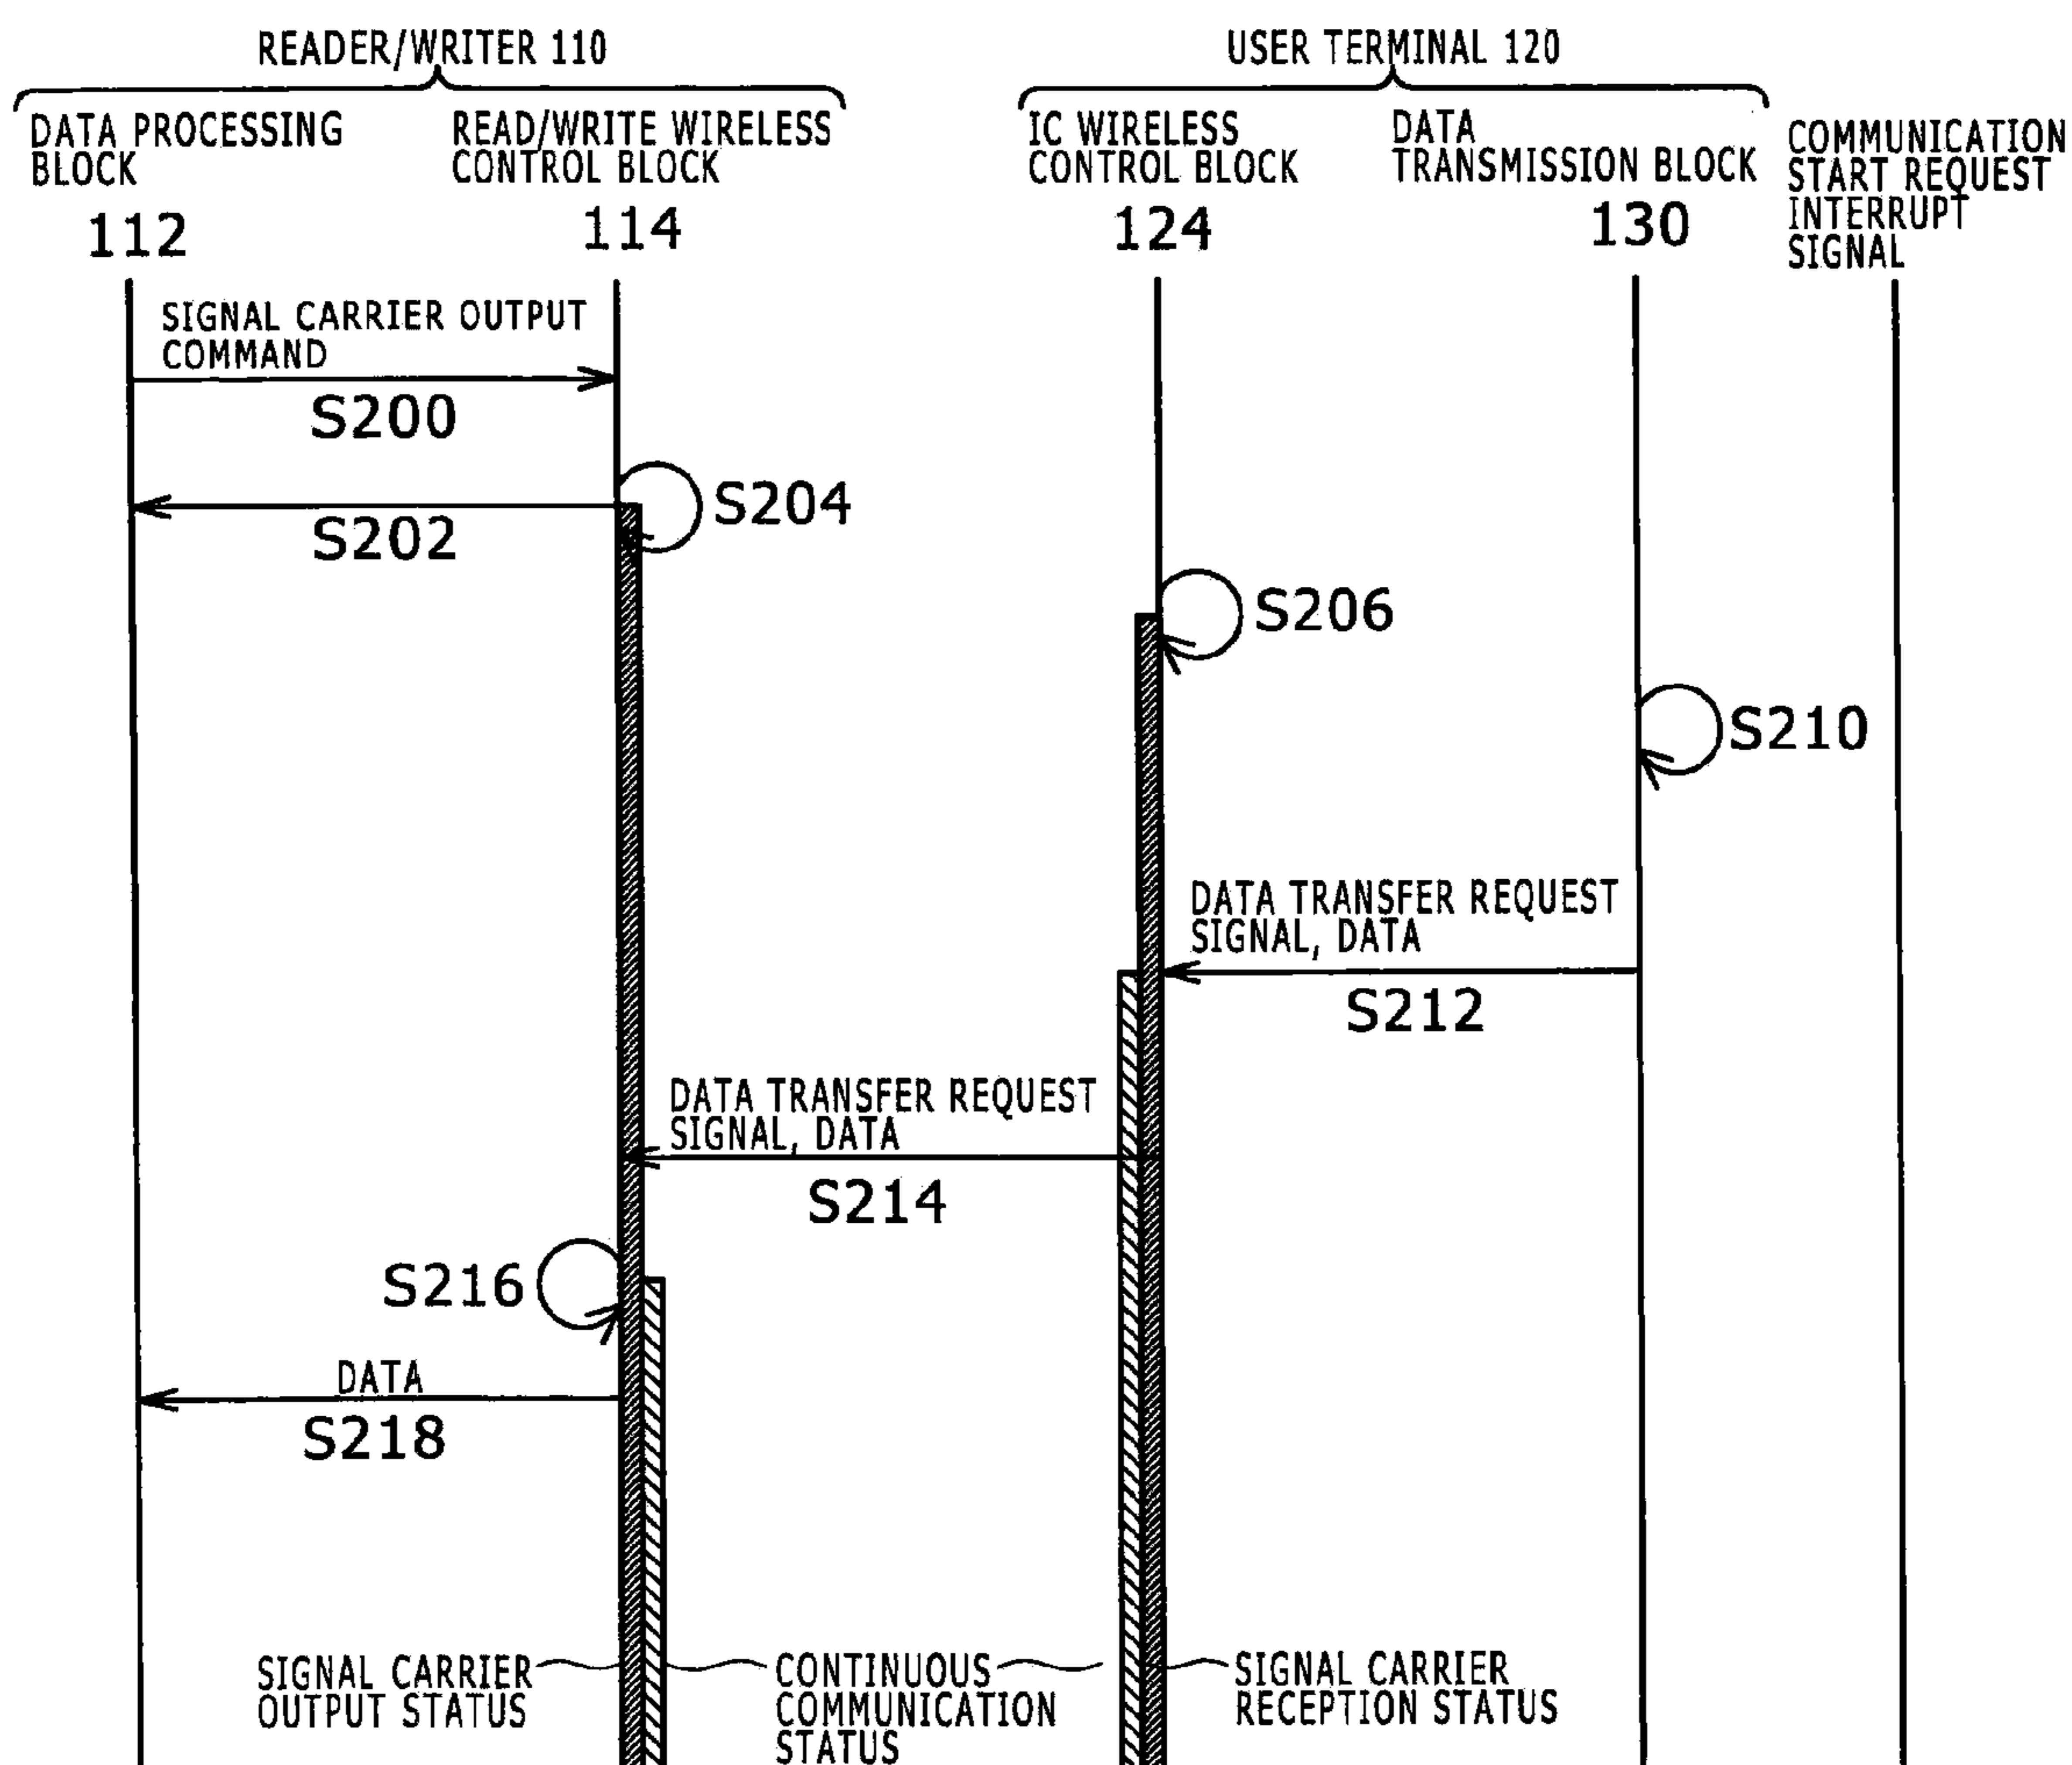 READER/WRITER 110
USER TERMINAL 120
DATA PROCESSING
BLOCK
112
READ/WRITE WIRELESS
CONTROL BLOCK
114
IC WIRELESS
CONTROL BLOCK
124
DATA
TRANSMISSION BLOCK
130
COMMUNICATION
START REQUEST
INTERRUPT
SIGNAL
SIGNAL CARRIER OUTPUT
COMMAND
S200
S204
S202
S206
S210
DATA TRANSFER REQUEST
SIGNAL, DATA
S212
DATA TRANSFER REQUEST
SIGNAL, DATA
S214
S216
DATA
S218
SIGNAL CARRIER
OUTPUT STATUS
CONTINUOUS
COMMUNICATION
STATUS
SIGNAL CARRIER
RECEPTION STATUS